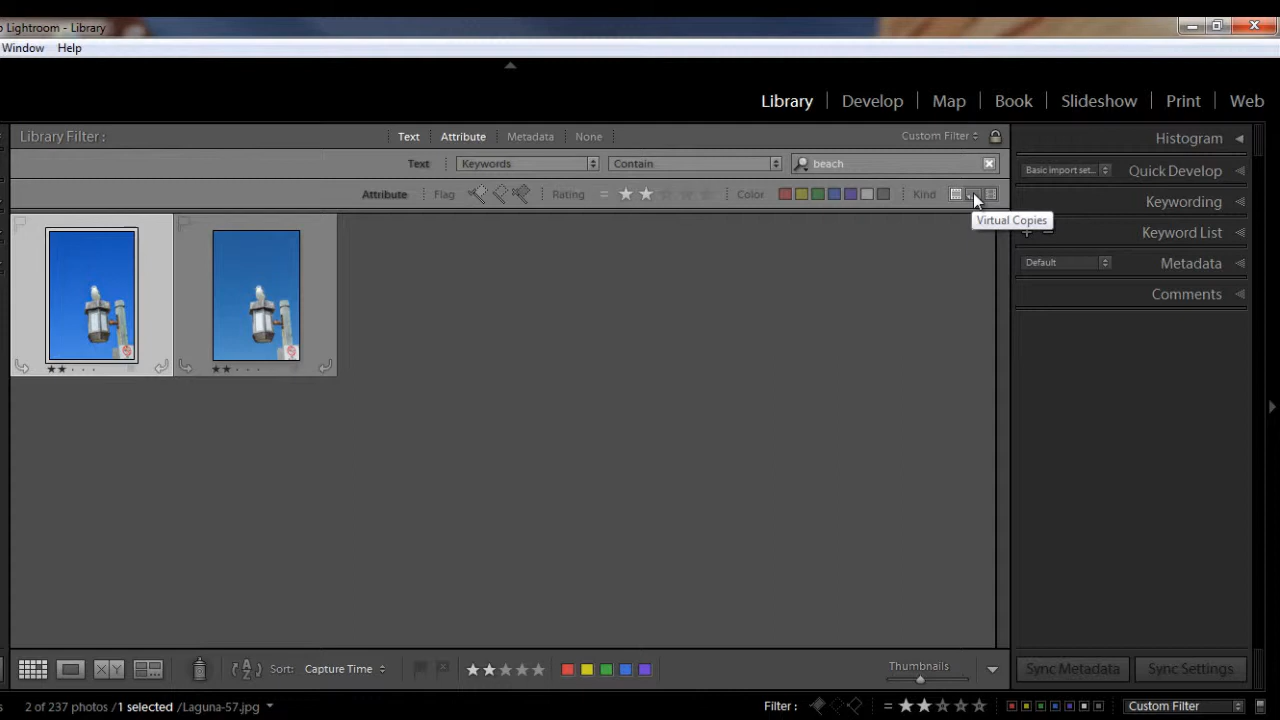 o Lightroom - Library
Window Help
Library | Develop | Map | Book | Slideshow | Print | Web
Library Filter : Text Attribute Metadata None Custom Filter
Histogram
Text Keywords Contain beach
Basic import set... Quick Develop
Attribute Flag Rating = Color Kind
Keywording
Virtual Copies
Keyword List
Default Metadata
Comments
X Y Sort: Capture Time Thumbnails
Sync Metadata Sync Settings
s 2 of 237 photos / 1 selected / Laguna-57.jpg Filter : = Custom Filter